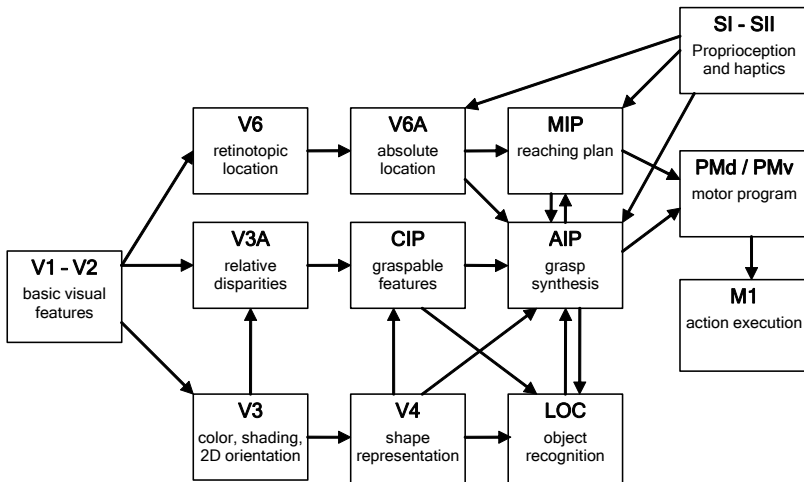 SI - SII
Proprioception
and haptics
V6
retinotopic
location
V6A
absolute
location
MIP
reaching plan
PMd / PMv
motor program
V1 - V2
basic visual
features
V3A
relative
disparities
CIP
graspable
features
AIP
grasp
synthesis
M1
action execution
V3
color, shading,
2D orientation
V4
shape
representation
LOC
object
recognition